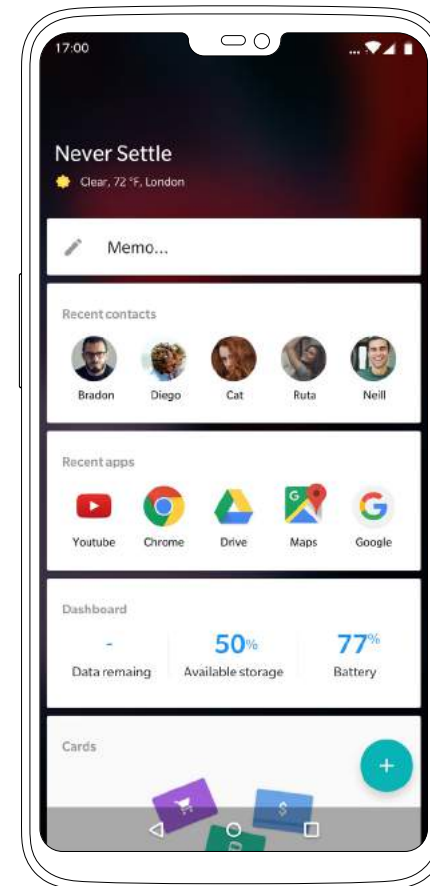 17:00
Never Settle
Clear, 72 °F, London
Memo...
Recent contacts
Bradon Diego Cat Ruta Neill
Recent apps
Youtube Chrome Drive Maps Google
Dashboard
- 50% 77%
Data remaing Available storage Battery
Cards